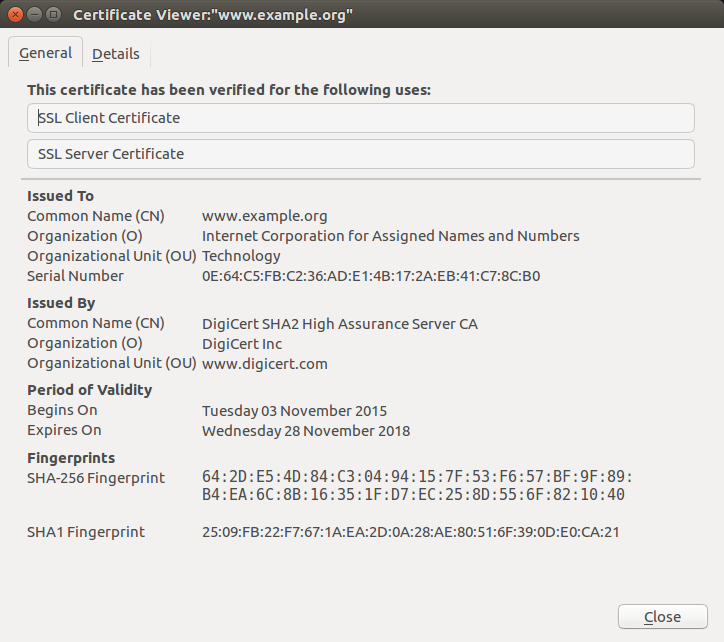 Certificate Viewer:"www.example.org"
General Details
This certificate has been verified for the following uses:
SSL Client Certificate
SSL Server Certificate
Issued To
Common Name (CN) www.example.org
Organization (O) Internet Corporation for Assigned Names and Numbers
Organizational Unit (OU) Technology
Serial Number 0E:64:C5:FB:C2:36:AD:E1:4B:17:2A:EB:41:C7:8C:B0
Issued By
Common Name (CN) DigiCert SHA2 High Assurance Server CA
Organization (O) DigiCert Inc
Organizational Unit (OU) www.digicert.com
Period of Validity
Begins On Tuesday 03 November 2015
Expires On Wednesday 28 November 2018
Fingerprints
SHA-256 Fingerprint 64:2D:E5:4D:84:C3:04:94:15:7F:53:F6:57:BF:9F:89:
B4:EA:6C:8B:16:35:1F:D7:EC:25:8D:55:6F:82:10:40
SHA1 Fingerprint 25:09:FB:22:F7:67:1A:EA:2D:0A:28:AE:80:51:6F:39:0D:E0:CA:21
Close